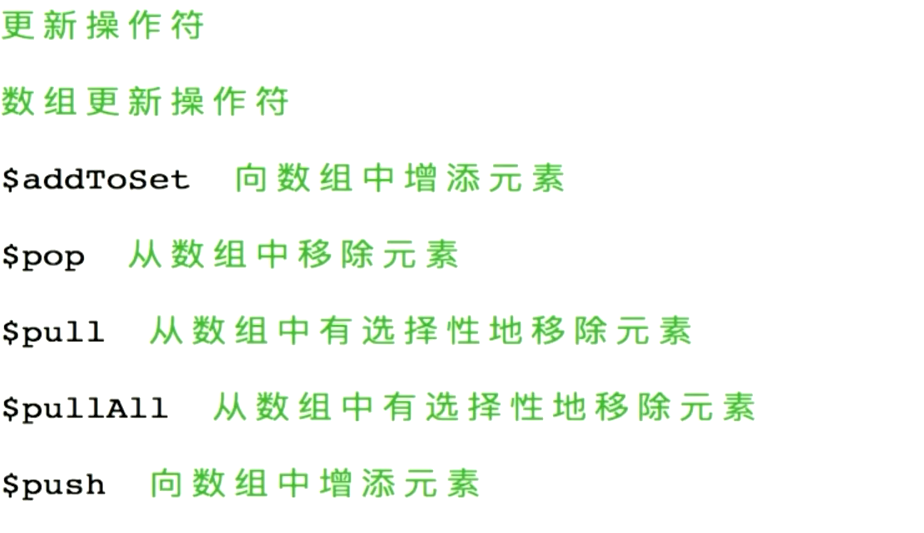 更新操作符
数组更新操作符
$addToSet 向数组中增添元素
$pop 从数组中移除元素
$pull 从数组中有选择性地移除元素
$pullAll 从数组中有选择性地移除元素
$push 向数组中增添元素